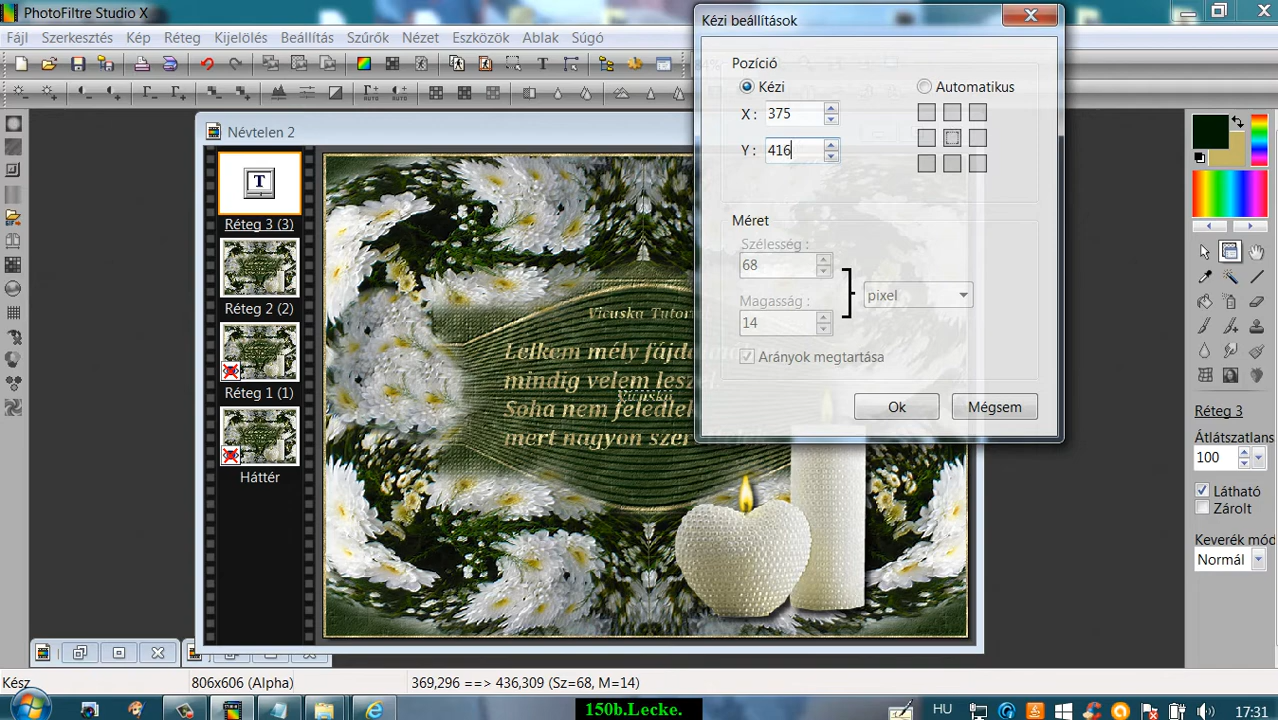 PhotoFiltre Studio X
Fájl Szerkesztés Kép Réteg Kijelölés Beállítás Szűrők Nézet Eszközök Ablak Súgó
Névtelen 2
T
Réteg 3 (3)
Réteg 2 (2)
Réteg 1 (1)
Háttér
Vicuska Tutor
Lelkem mély
mindig velem
Soha nem feledlek
mert nagyon
Vicuska
Kézi beállítások
Pozíció
Kézi
Automatikus
X : 375
Y : 416
Méret
Szélesség :
68
pixel
Magasság :
14
Arányok megtartása
Ok Mégsem
Réteg 3
Átlátszatlans
100
Látható
Zárolt
Keverék mód
Normál
Kész 806x606 (Alpha) 369,296 ==> 436,309 (Sz=68, M=14)
150b.Lecke.
HU
17:31